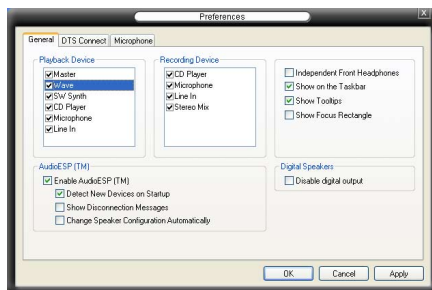 Preferences
X
General
DTS Connect
Microphone
Playback Device
Master
Wave
SW Synth
CD Player
Microphone
Line In
Recording Device
CD Player
Microphone
Line In
Stereo Mix
Independent Front Headphones
Show on the Taskbar
Show Tooltips
Show Focus Rectangle
AudioESP (TM)
Enable AudioESP (TM)
Detect New Devices on Startup
Show Disconnection Messages
Change Speaker Configuration Automatically
Digital Speakers
Disable digital output
OK
Cancel
Apply